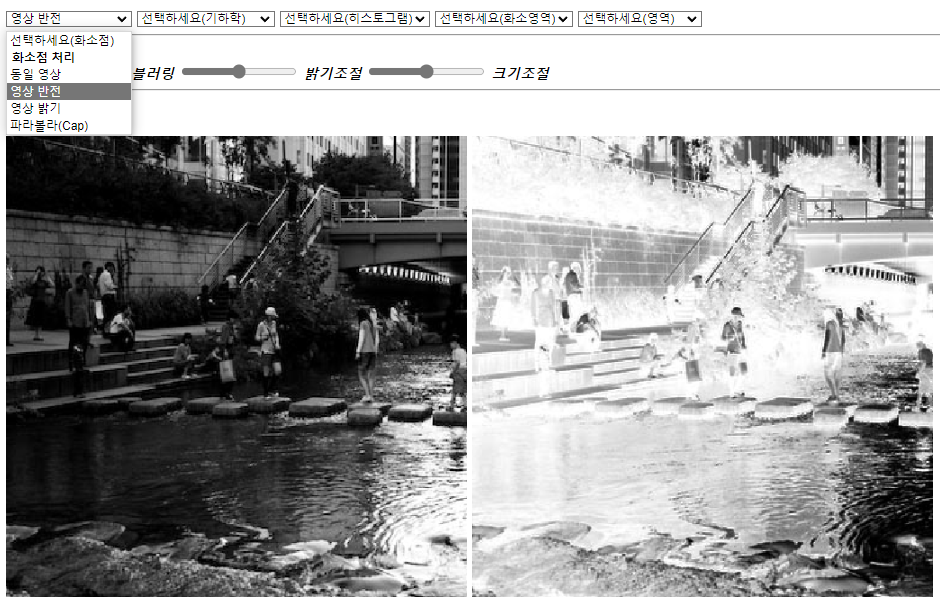 영상 반전 선택하세요(기하학) 선택하세요(히스토그램) 선택하세요(화소영역) 선택하세요(영역)
선택하세요(화소점)
화소점 처리
동일 영상
영상 반전
영상 밝기
파라볼라(Cap)
블러링 밝기조절 크기조절